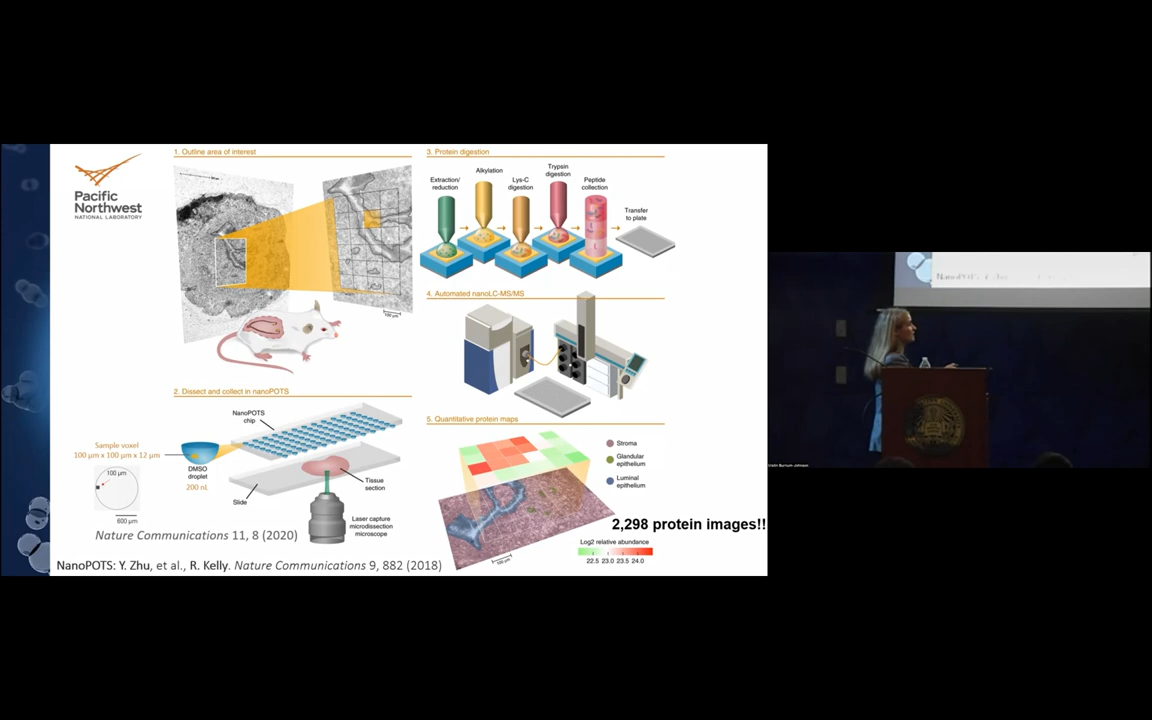 Pacific
Northwest
NATIONAL LABORATORY
1. Outline area of interest
100 µm
2. Dissect and collect in nanoPOTS
NanoPOTS
chip
Sample voxel
100 µm x 100 µm x 12 µm
DMSO
droplet
200 nL
100 µm
600 µm
Slide
Tissue
section
Laser capture
microdissection
microscope
Nature Communications 11, 8 (2020)
3. Protein digestion
Extraction/
reduction
Alkylation
Lys-C
digestion
Trypsin
digestion
Peptide
collection
Transfer
to plate
4. Automated nanoLC-MS/MS
5. Quantitative protein maps
Stroma
Glandular
epithelium
Luminal
epithelium
2,298 protein images!!
Log2 relative abundance
22.5 23.0 23.5 24.0
100 µm
NanoPOTS: Y. Zhu, et al., R. Kelly. Nature Communications 9, 882 (2018)